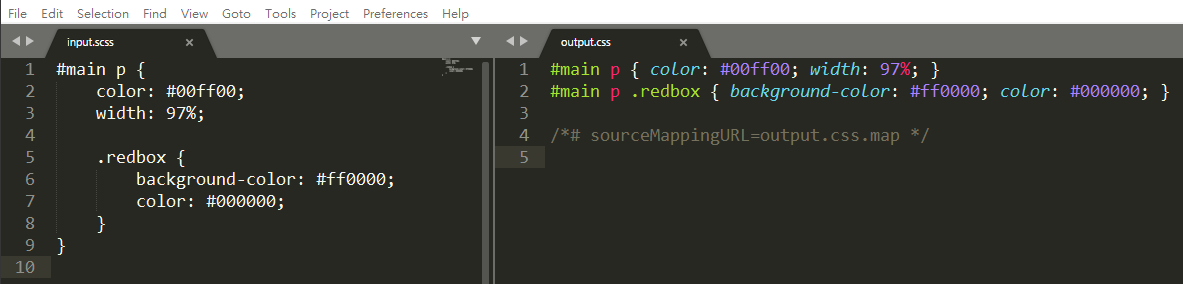 File Edit Selection Find View Goto Tools Project Preferences Help
input.scss ×
1 #main p {
2 color: #00ff00;
3 width: 97%;
4
5 .redbox {
6 background-color: #ff0000;
7 color: #000000;
8 }
9 }
10
output.css ×
1 #main p { color: #00ff00; width: 97%; }
2 #main p .redbox { background-color: #ff0000; color: #000000; }
3
4 /*# sourceMappingURL=output.css.map */
5